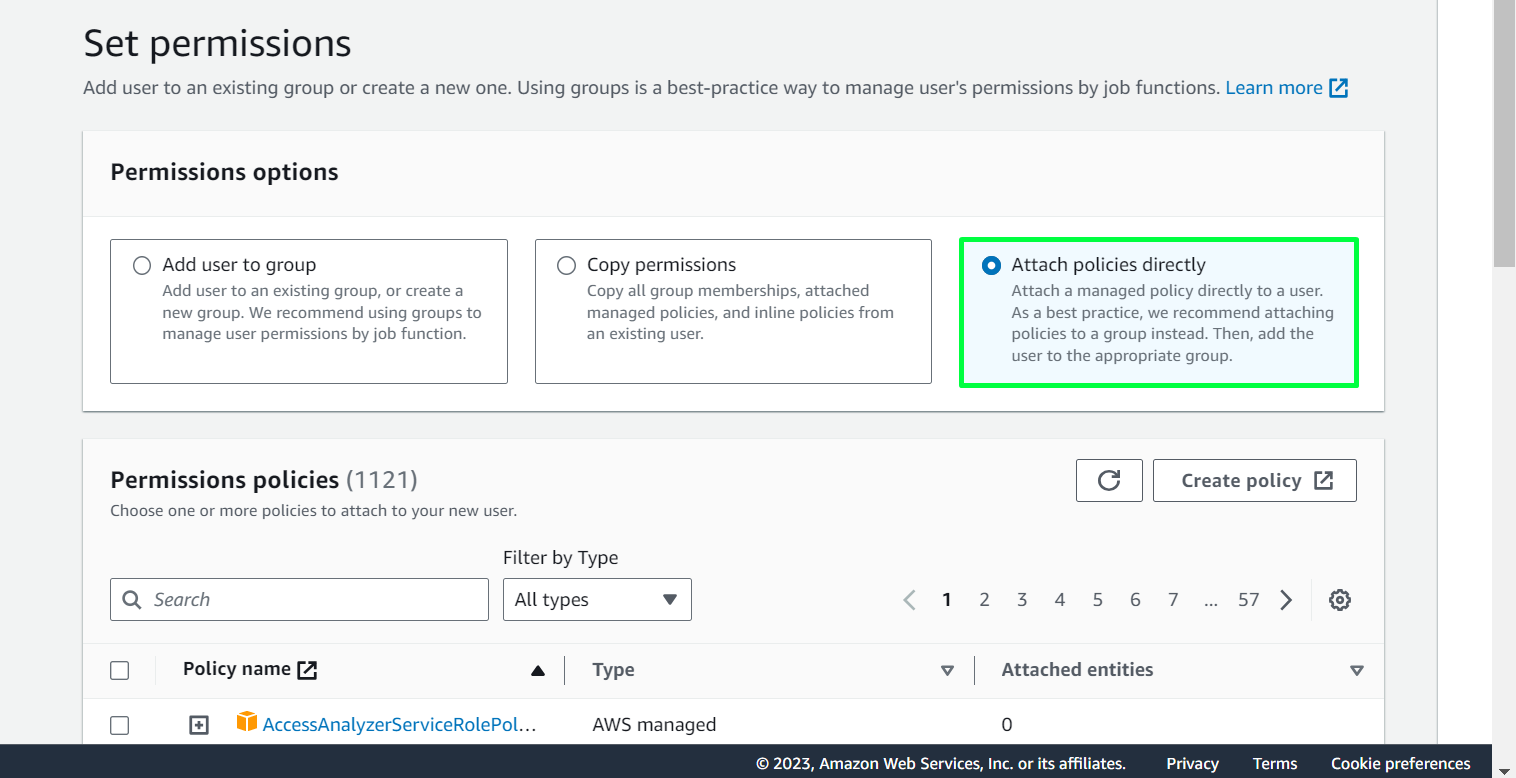 Set permissions
Add user to an existing group or create a new one. Using groups is a best-practice way to manage user's permissions by job functions. Learn more
Permissions options
Add user to group
Add user to an existing group, or create a
new group. We recommend using groups to
manage user permissions by job function.
Copy permissions
Copy all group memberships, attached
managed policies, and inline policies from
an existing user.
Attach policies directly
Attach a managed policy directly to a user.
As a best practice, we recommend attaching
policies to a group instead. Then, add the
user to the appropriate group.
Permissions policies (1121)
Choose one or more policies to attach to your new user.
Create policy
Filter by Type
Search
All types
1 2 3 4 5 6 7 ... 57
Policy name Type Attached entities
AccessAnalyzerServiceRolePol... AWS managed 0
© 2023, Amazon Web Services, Inc. or its affiliates. Privacy Terms Cookie preferences